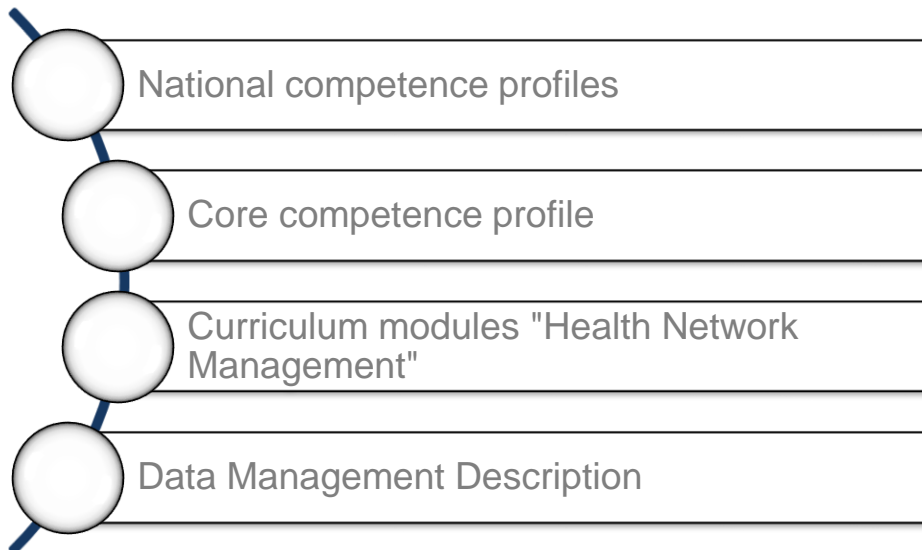 National competence profiles
Core competence profile
Curriculum modules "Health Network
Management"
Data Management Description